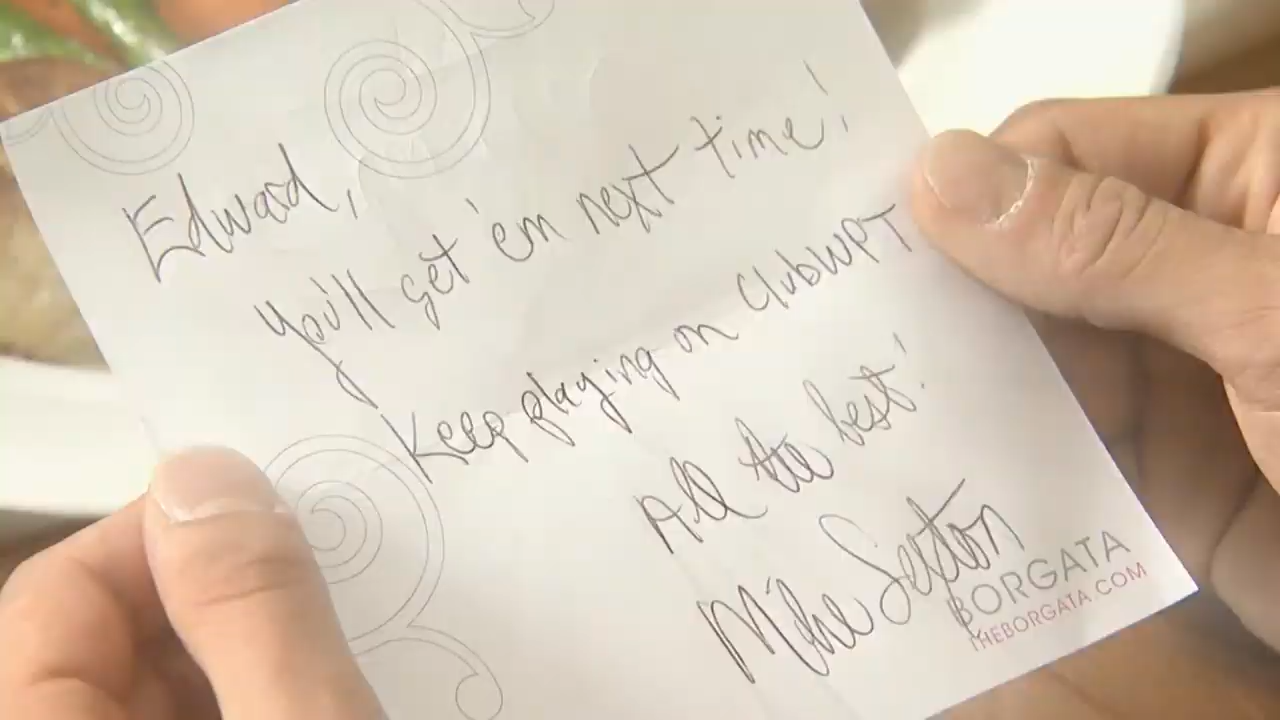 Edward,
You'll get 'em next time!
Keep playing on ClubWPT
All the best!
Mike Sexton
BORGATA
THEBORGATA.COM